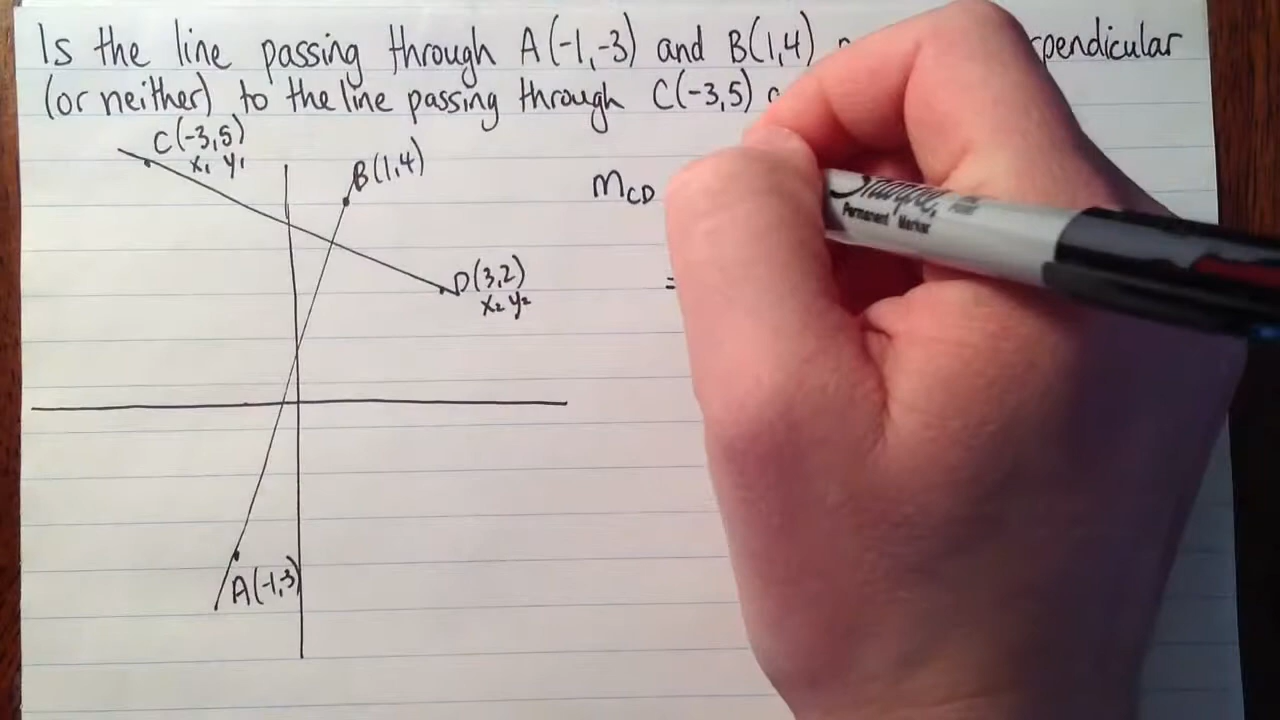 Is the line passing through A(-1,-3) and B(1,4)
(or neither) to the line passing through C(-3,5)
C(-3,5)
x₁ y₁
B(1,4)
m_CD
Sharpie
Permanent Marker
D(3,2)
x₂ y₂
=
A(-1,-3)